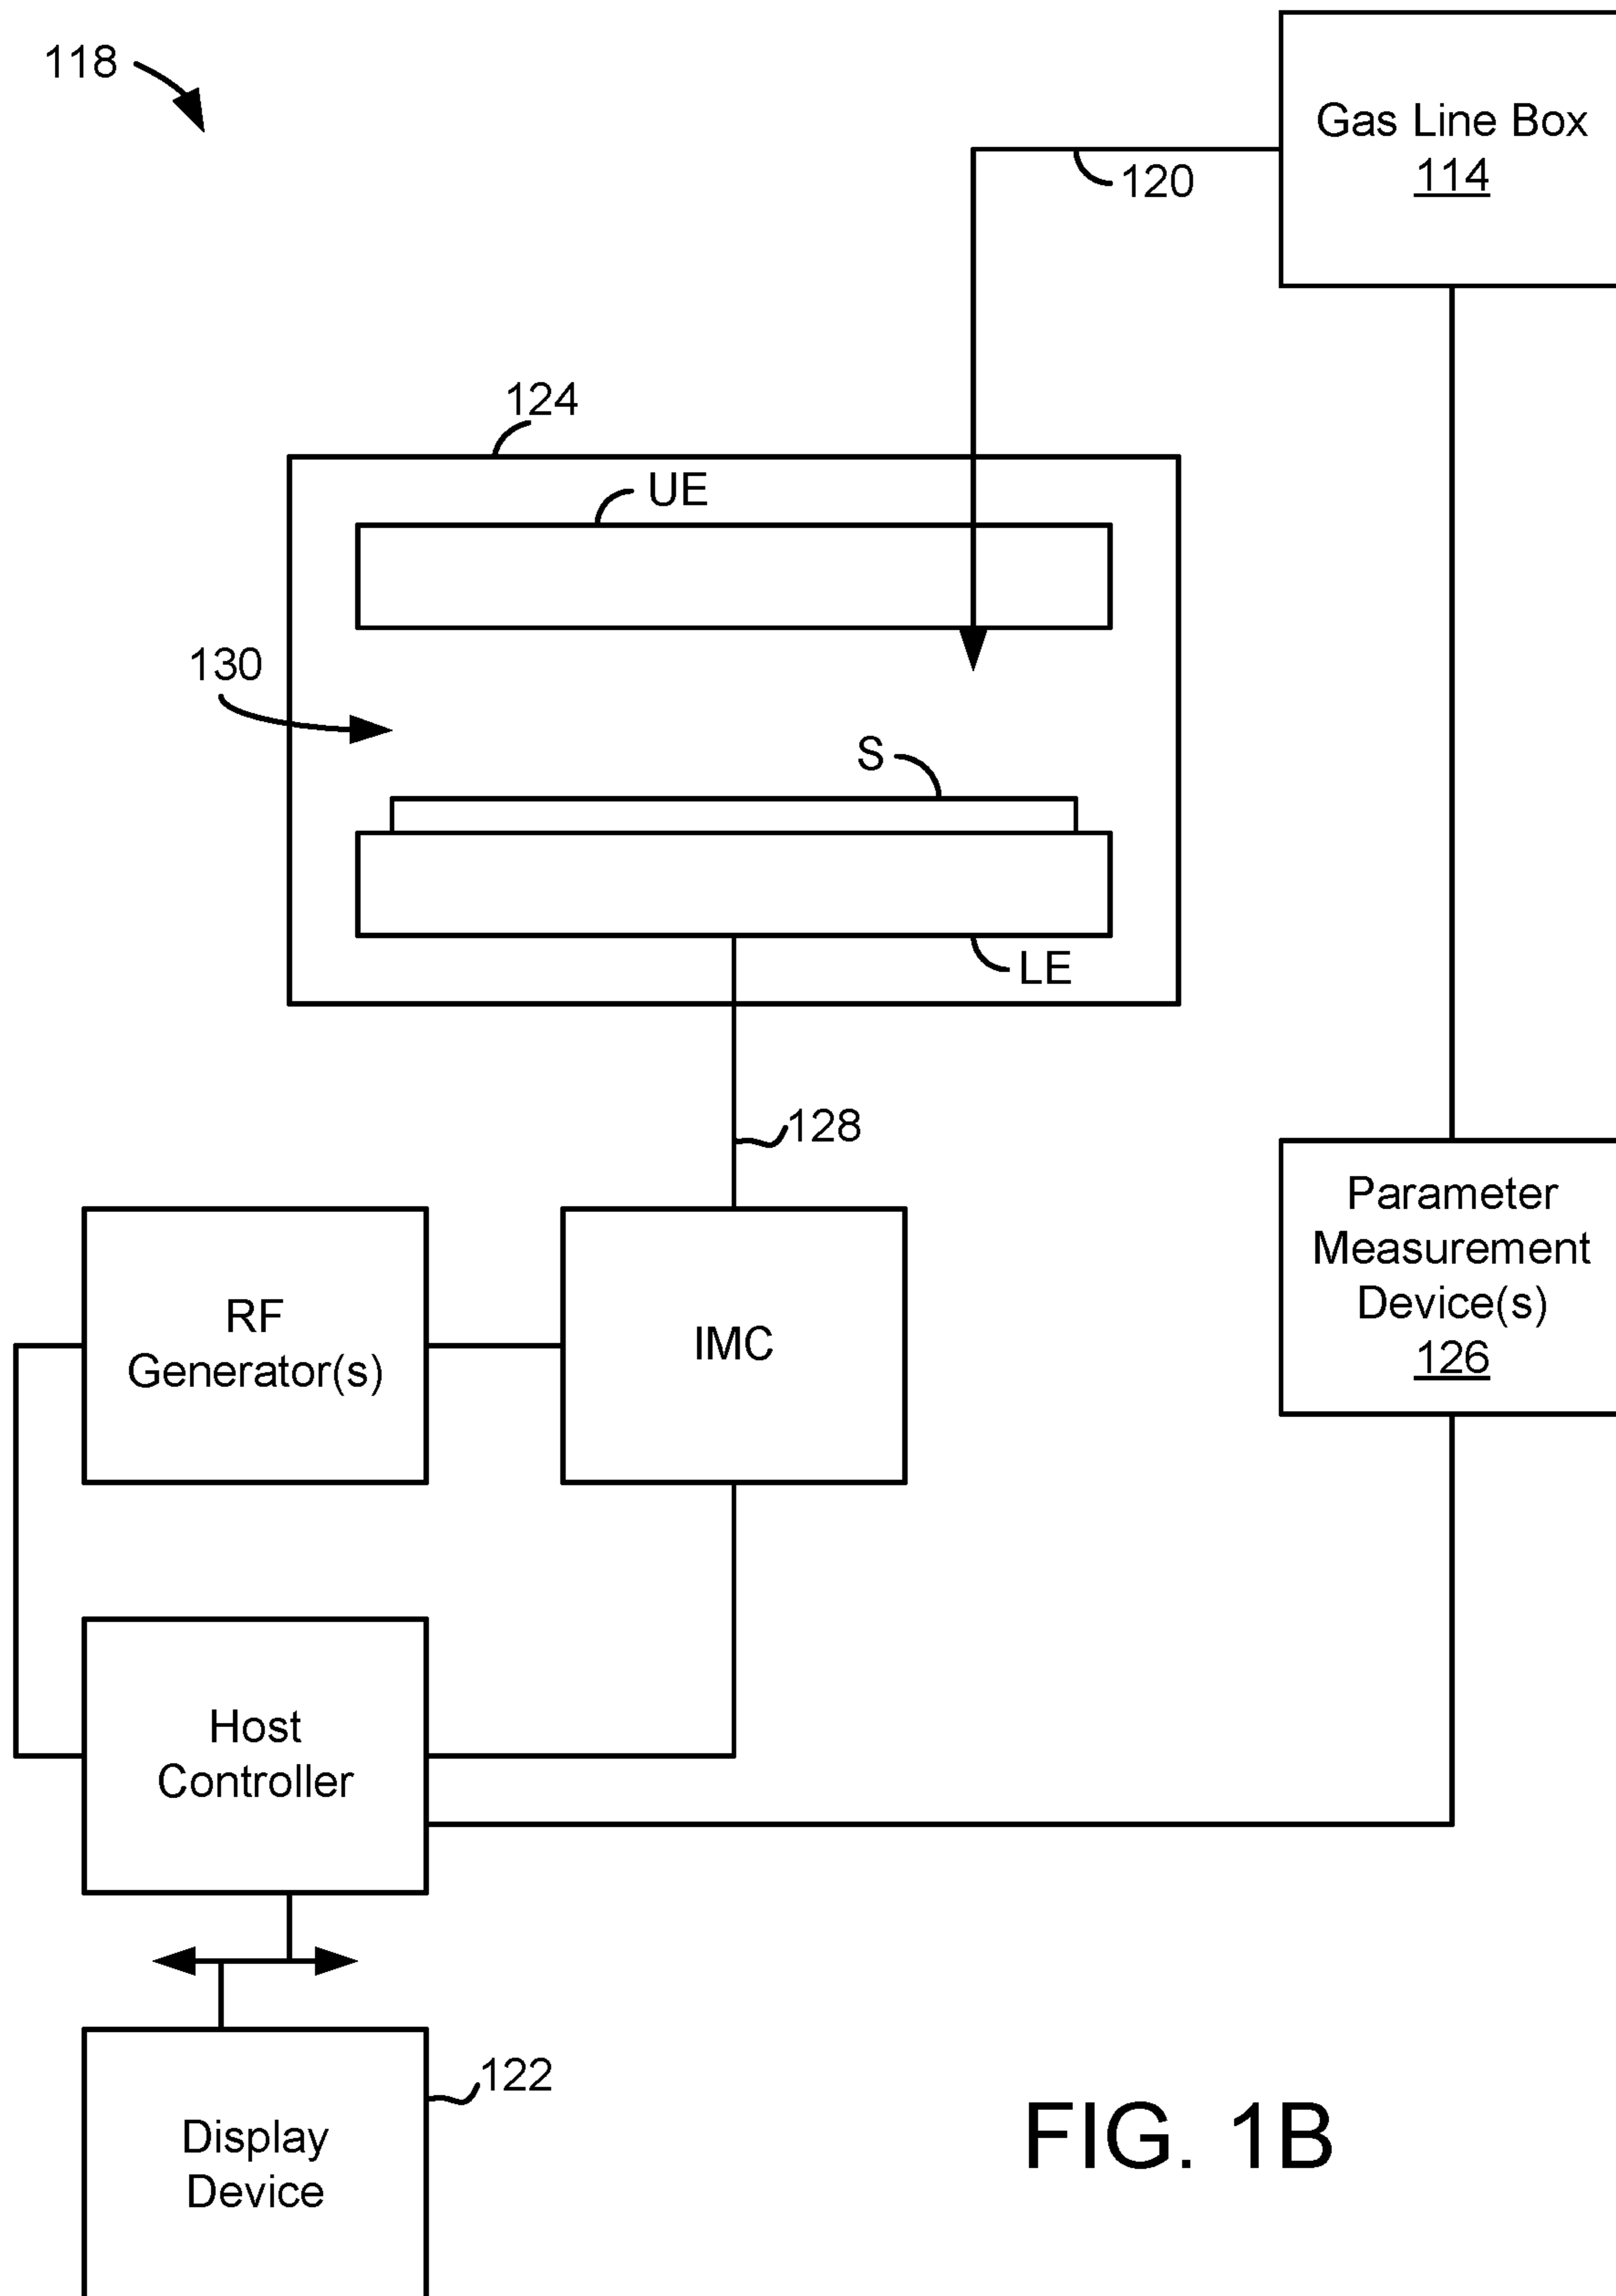 118
Gas Line Box
114
120
124
UE
130
S
LE
128
Parameter
Measurement
Device(s)
126
RF
Generator(s)
IMC
Host
Controller
122
Display
Device
FIG. 1B